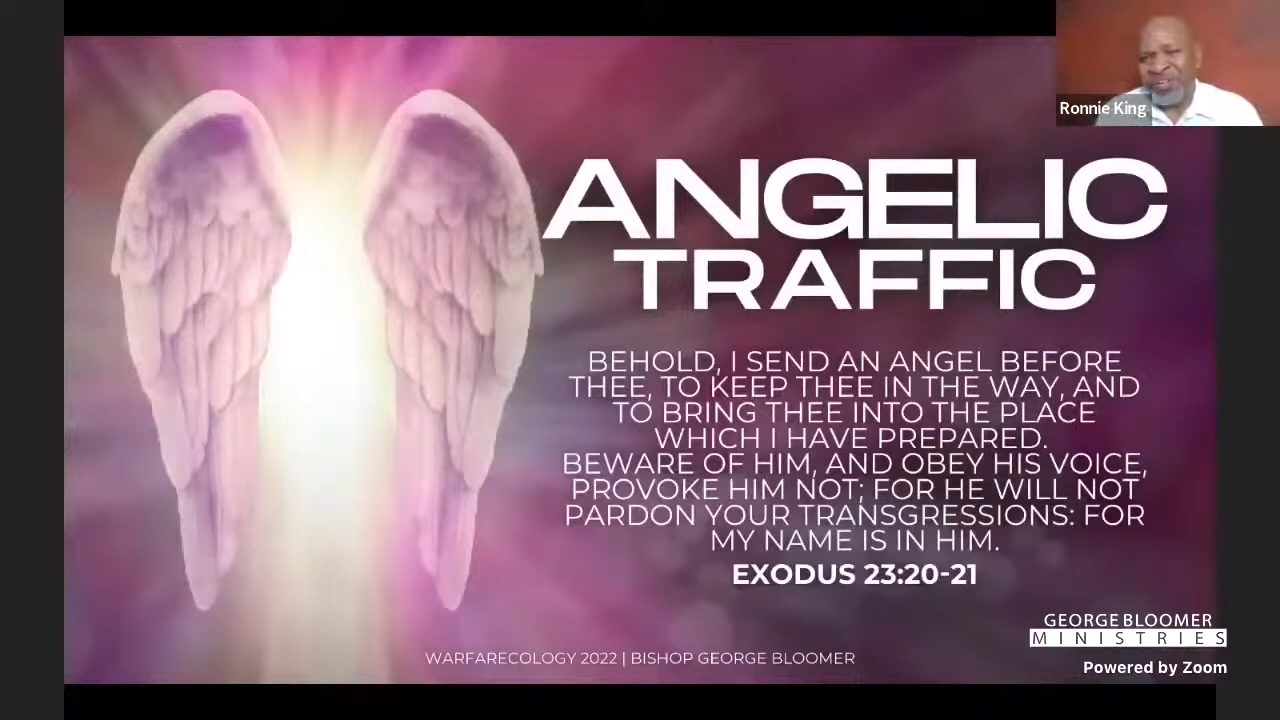 Ronnie King
ANGELIC
TRAFFIC
BEHOLD, I SEND AN ANGEL BEFORE
THEE, TO KEEP THEE IN THE WAY, AND
TO BRING THEE INTO THE PLACE
WHICH I HAVE PREPARED.
BEWARE OF HIM, AND OBEY HIS VOICE,
PROVOKE HIM NOT; FOR HE WILL NOT
PARDON YOUR TRANSGRESSIONS: FOR
MY NAME IS IN HIM.
EXODUS 23:20-21
GEORGE BLOOMER
MINISTRIES
WARFARECOLOGY 2022 | BISHOP GEORGE BLOOMER
Powered by Zoom